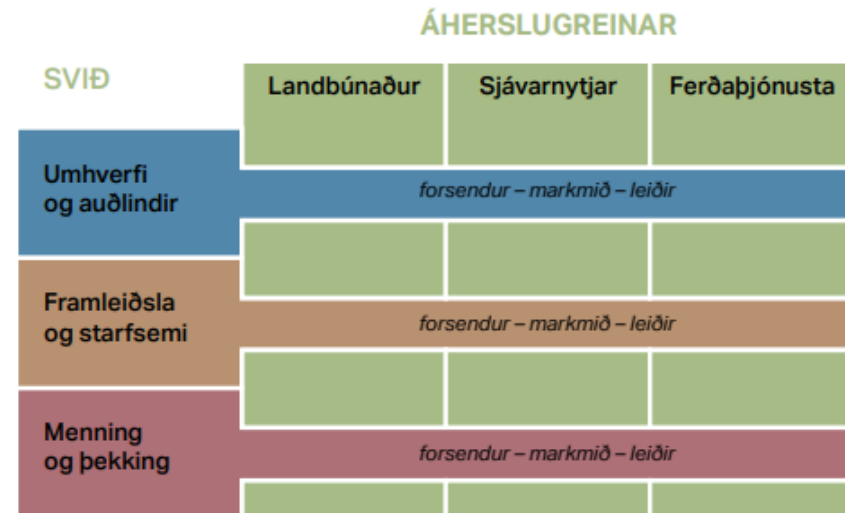 ÁHERSLUGREINAR
SVIÐ
Landbúnaður
Sjávarnytjar
Ferðaþjónusta
Umhverfi
og auðlindir
forsendur – markmið – leiðir
Framleiðsla
og starfsemi
forsendur – markmið – leiðir
Menning
og þekking
forsendur – markmið – leiðir